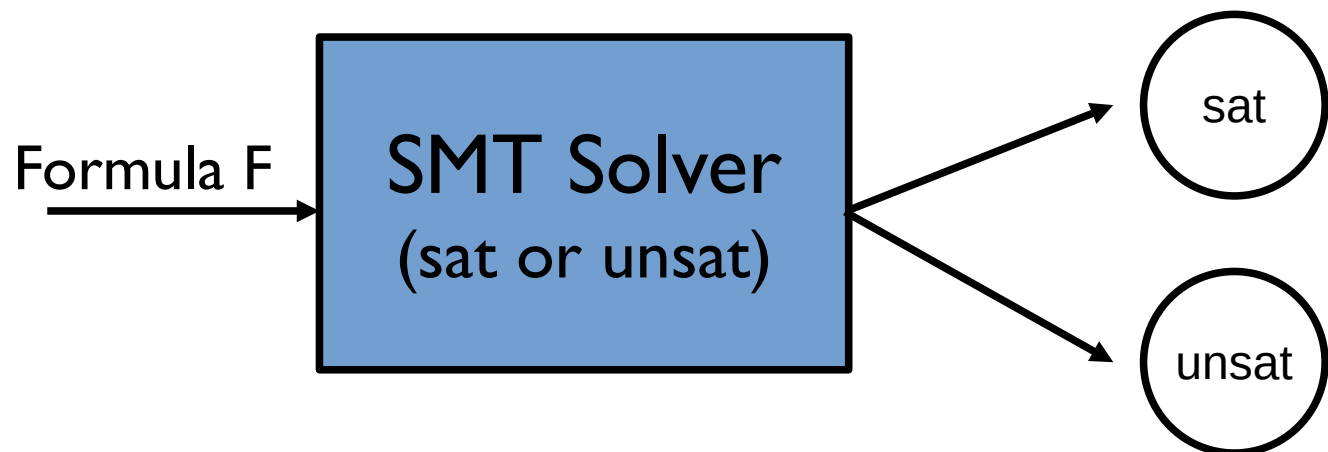 Formula F
SMT Solver
(sat or unsat)
sat
unsat